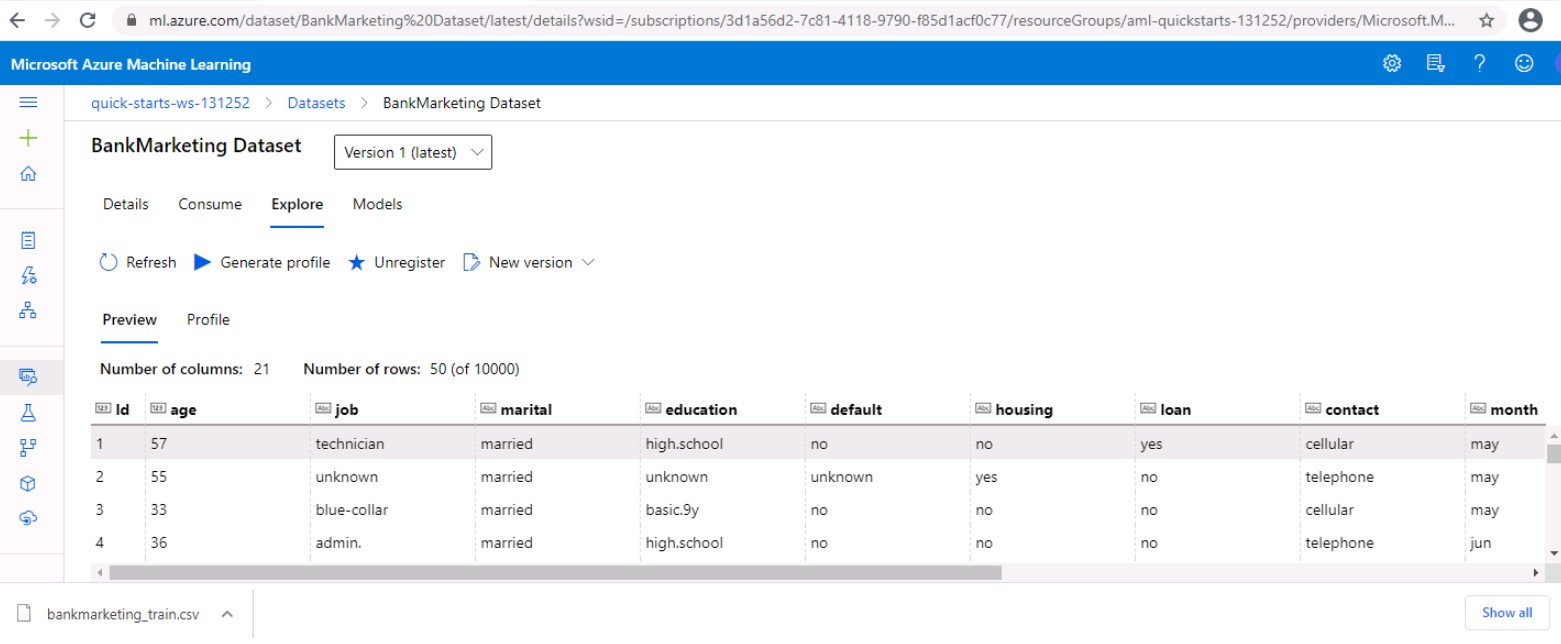 ml.azure.com/dataset/BankMarketing%20Dataset/latest/details?wsid=/subscriptions/3d1a56d2-7c81-4118-9790-f85d1acf0c77/resourceGroups/aml-quickstarts-131252/providers/Microsoft.M...
Microsoft Azure Machine Learning
quick-starts-ws-131252 > Datasets > BankMarketing Dataset
BankMarketing Dataset Version 1 (latest)
Details Consume Explore Models
Refresh Generate profile Unregister New version
Preview Profile
Number of columns: 21 Number of rows: 50 (of 10000)
123 Id 123 age Abc job Abc marital Abc education Abc default Abc housing Abc loan Abc contact Abc month
1 57 technician married high.school no no yes cellular may
2 55 unknown married unknown unknown yes no telephone may
3 33 blue-collar married basic.9y no no no cellular may
4 36 admin. married high.school no no no telephone jun
bankmarketing_train.csv Show all